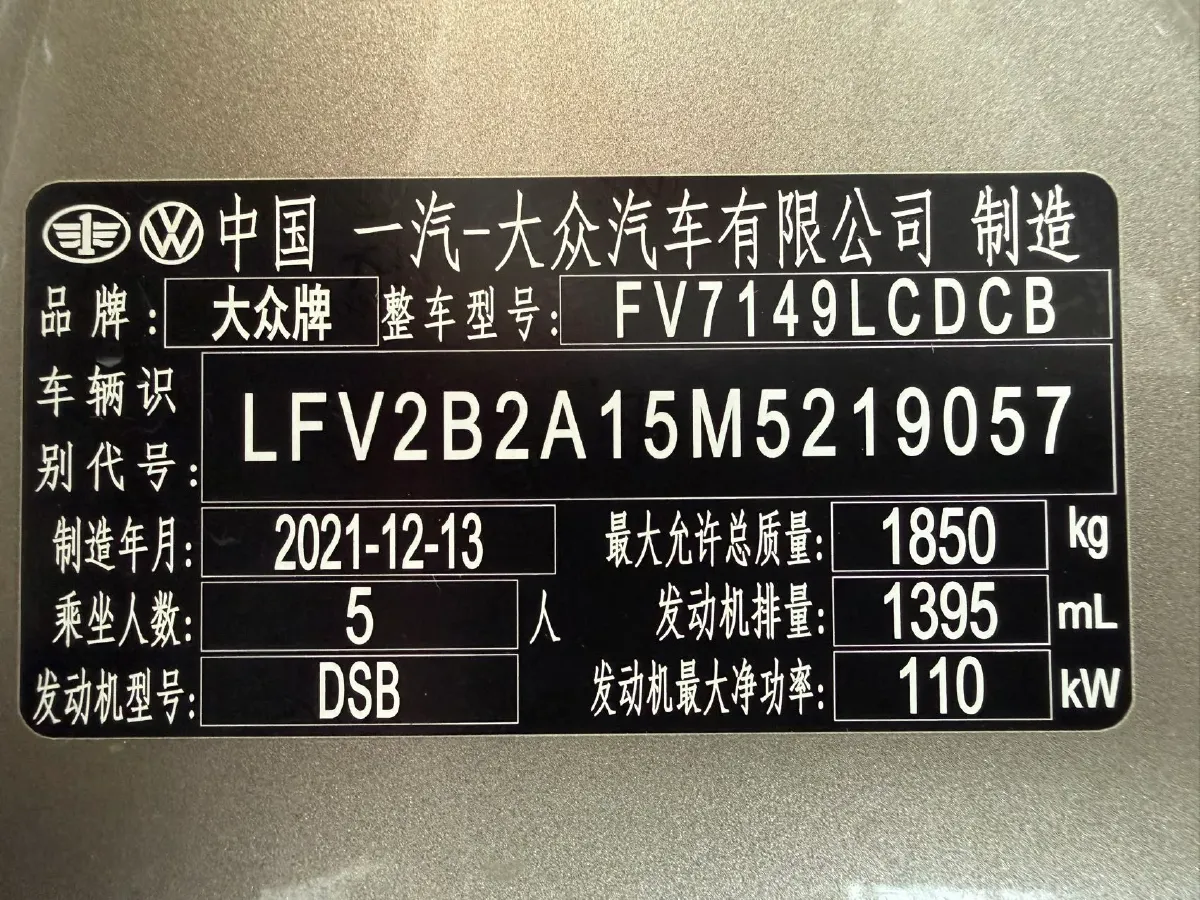 中国 一汽-大众汽车有限公司 制造
品牌: 大众牌 整车型号: FV7149LCDCB
车辆识
别代号: LFV2B2A15M5219057
制造年月: 2021-12-13 最大允许总质量: 1850 kg
乘坐人数: 5 人 发动机排量: 1395 mL
发动机型号: DSB 发动机最大净功率: 110 kW